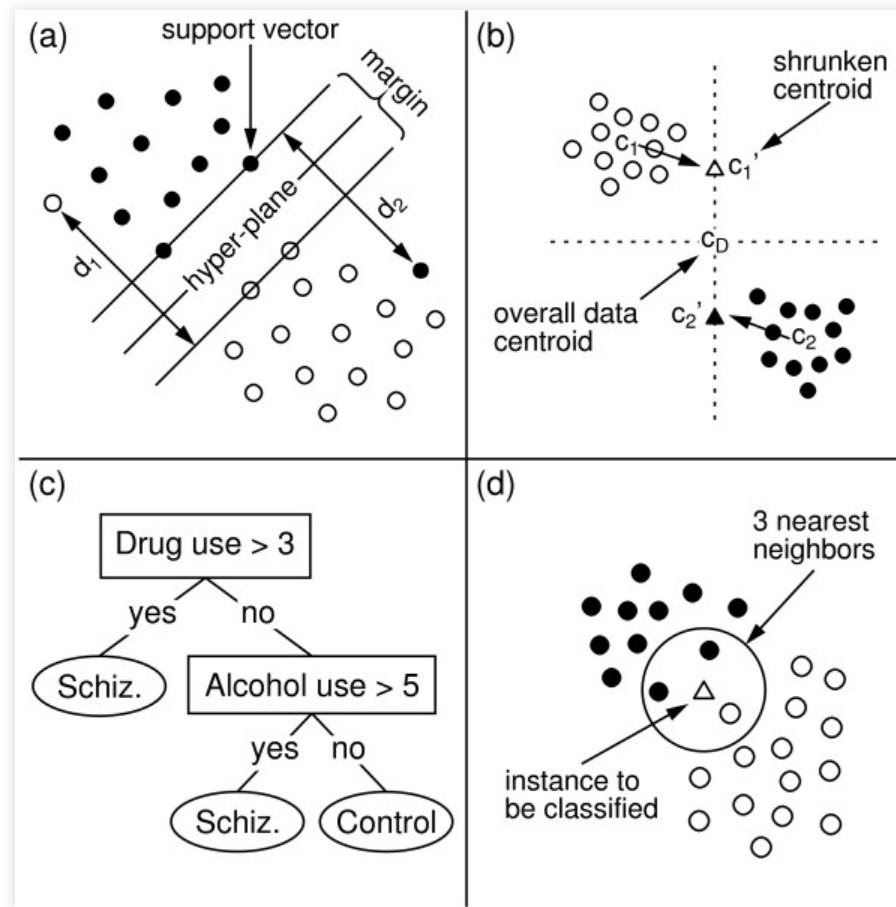 (a)
support vector
margin
hyper-plane
d1
d2
(b)
shrunken
centroid
c1
c1'
cD
overall data
centroid
c2'
c2
(c)
Drug use > 3
yes no
Schiz.
Alcohol use > 5
yes no
Schiz.
Control
(d)
3 nearest
neighbors
instance to
be classified